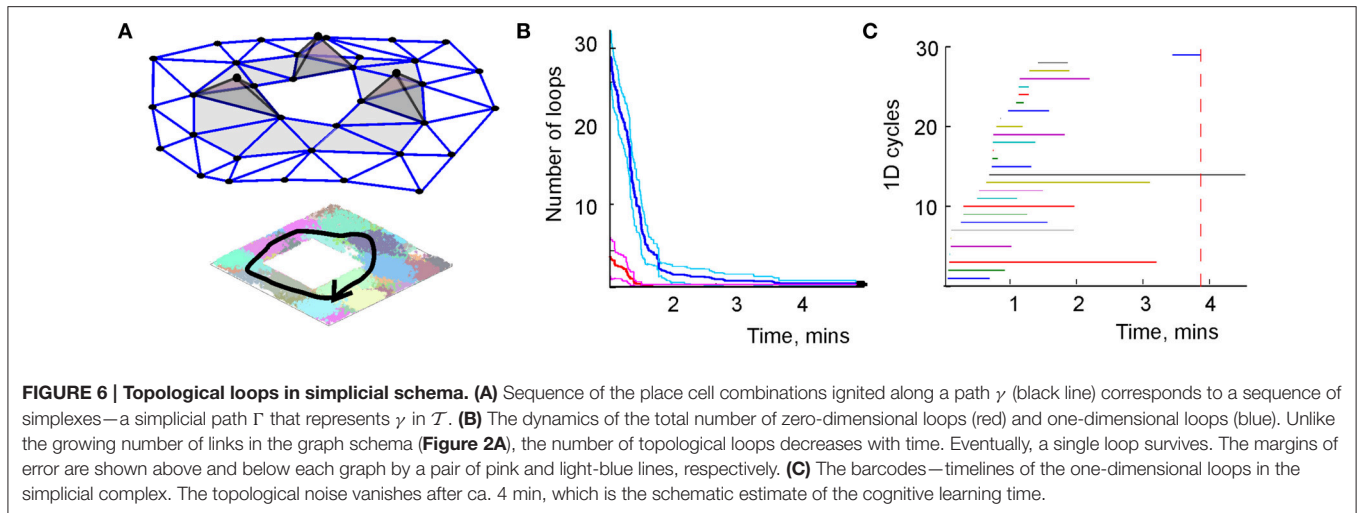 A
B
C
Number of loops
30
20
10
2
3
4
Time, mins
1D cycles
30
20
10
1
2
3
4
Time, mins
FIGURE 6 | Topological loops in simplicial schema. (A) Sequence of the place cell combinations ignited along a path γ (black line) corresponds to a sequence of
simplexes—a simplicial path Γ that represents γ in 𝒯. (B) The dynamics of the total number of zero-dimensional loops (red) and one-dimensional loops (blue). Unlike
the growing number of links in the graph schema (Figure 2A), the number of topological loops decreases with time. Eventually, a single loop survives. The margins of
error are shown above and below each graph by a pair of pink and light-blue lines, respectively. (C) The barcodes—timelines of the one-dimensional loops in the
simplicial complex. The topological noise vanishes after ca. 4 min, which is the schematic estimate of the cognitive learning time.